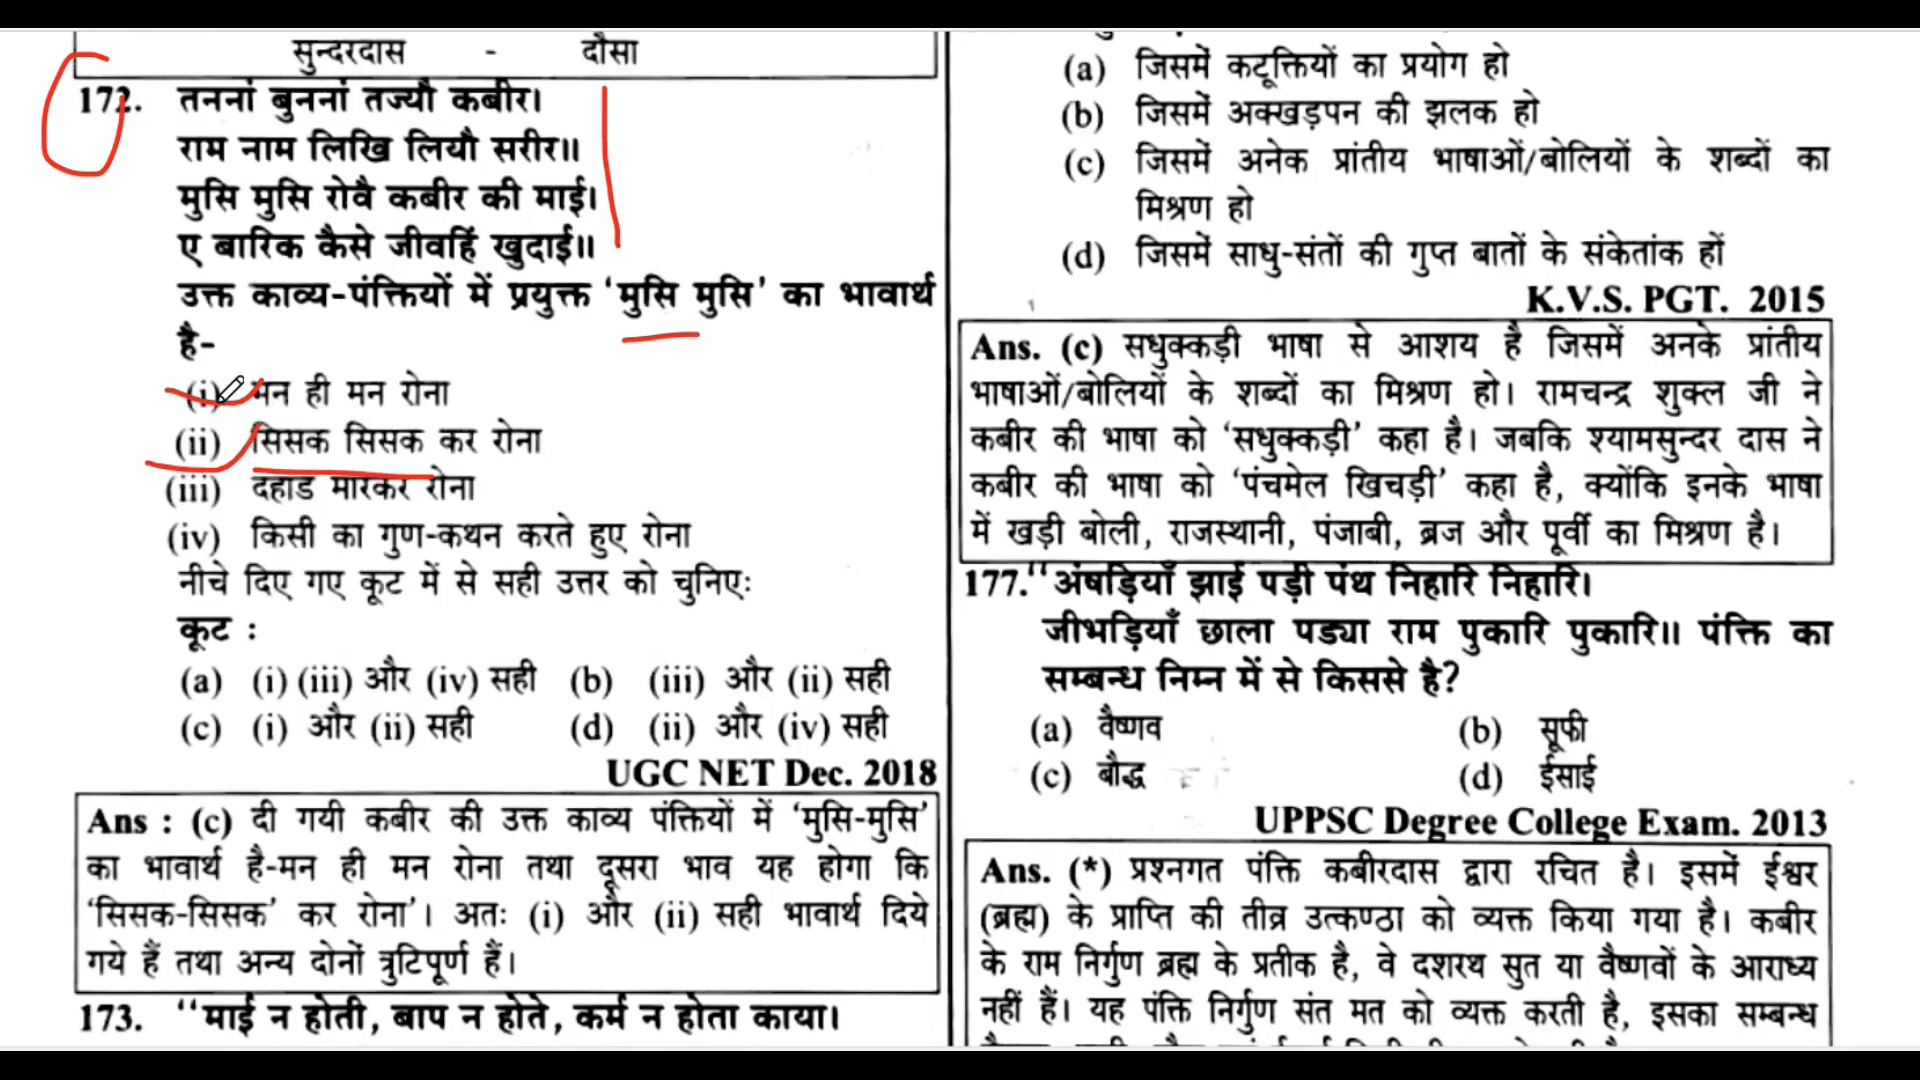 सुन्दरदास - दौसा
172. तननां बुननां तज्यौ कबीर।
राम नाम लिखि लियौ सरीर॥
मुसि मुसि रोवै कबीर की माई।
ए बारिक कैसे जीवहिं खुदाई॥
उक्त काव्य-पंक्तियों में प्रयुक्त ‘मुसि मुसि’ का भावार्थ
है-
(i) मन ही मन रोना
(ii) सिसक सिसक कर रोना
(iii) दहाड मारकर रोना
(iv) किसी का गुण-कथन करते हुए रोना
नीचे दिए गए कूट में से सही उत्तर को चुनिए:
कूट :
(a) (i) (iii) और (iv) सही (b) (iii) और (ii) सही
(c) (i) और (ii) सही (d) (ii) और (iv) सही
UGC NET Dec. 2018
Ans : (c) दी गयी कबीर की उक्त काव्य पंक्तियों में ‘मुसि-मुसि’
का भावार्थ है-मन ही मन रोना तथा दूसरा भाव यह होगा कि
‘सिसक-सिसक’ कर रोना’। अतः (i) और (ii) सही भावार्थ दिये
गये हैं तथा अन्य दोनों त्रुटिपूर्ण हैं।
173. “माई न होती, बाप न होते, कर्म न होता काया।
(a) जिसमें कटूक्तियों का प्रयोग हो
(b) जिसमें अक्खड़पन की झलक हो
(c) जिसमें अनेक प्रांतीय भाषाओं/बोलियों के शब्दों का
मिश्रण हो
(d) जिसमें साधु-संतों की गुप्त बातों के संकेतांक हों
K.V.S. PGT. 2015
Ans. (c) सधुक्कड़ी भाषा से आशय है जिसमें अनके प्रांतीय
भाषाओं/बोलियों के शब्दों का मिश्रण हो। रामचन्द्र शुक्ल जी ने
कबीर की भाषा को ‘सधुक्कड़ी’ कहा है। जबकि श्यामसुन्दर दास ने
कबीर की भाषा को ‘पंचमेल खिचड़ी’ कहा है, क्योंकि इनके भाषा
में खड़ी बोली, राजस्थानी, पंजाबी, ब्रज और पूर्वी का मिश्रण है।
177. “अंषड़ियाँ झाई पड़ी पंथ निहारि निहारि।
जीभड़ियाँ छाला पड्या राम पुकारि पुकारि॥ पंक्ति का
सम्बन्ध निम्न में से किससे है?
(a) वैष्णव (b) सूफी
(c) बौद्ध (d) ईसाई
UPPSC Degree College Exam. 2013
Ans. (*) प्रश्नगत पंक्ति कबीरदास द्वारा रचित है। इसमें ईश्वर
(ब्रह्म) के प्राप्ति की तीव्र उत्कण्ठा को व्यक्त किया गया है। कबीर
के राम निर्गुण ब्रह्म के प्रतीक है, वे दशरथ सुत या वैष्णवों के आराध्य
नहीं हैं। यह पंक्ति निर्गुण संत मत को व्यक्त करती है, इसका सम्बन्ध